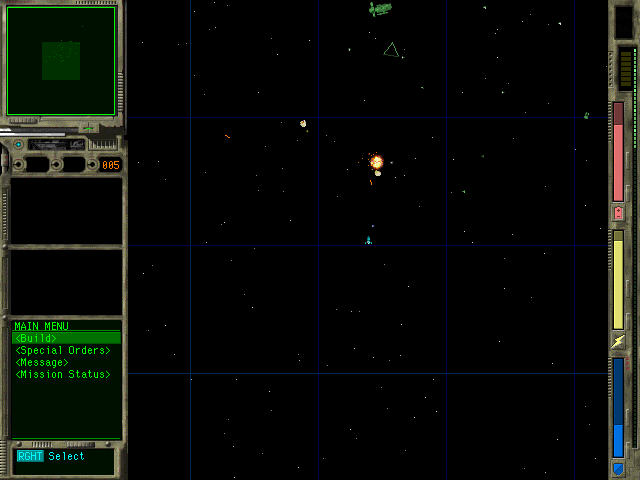 005
MAIN MENU
<Build>
<Special Orders>
<Message>
<Mission Status>
RGHT Select